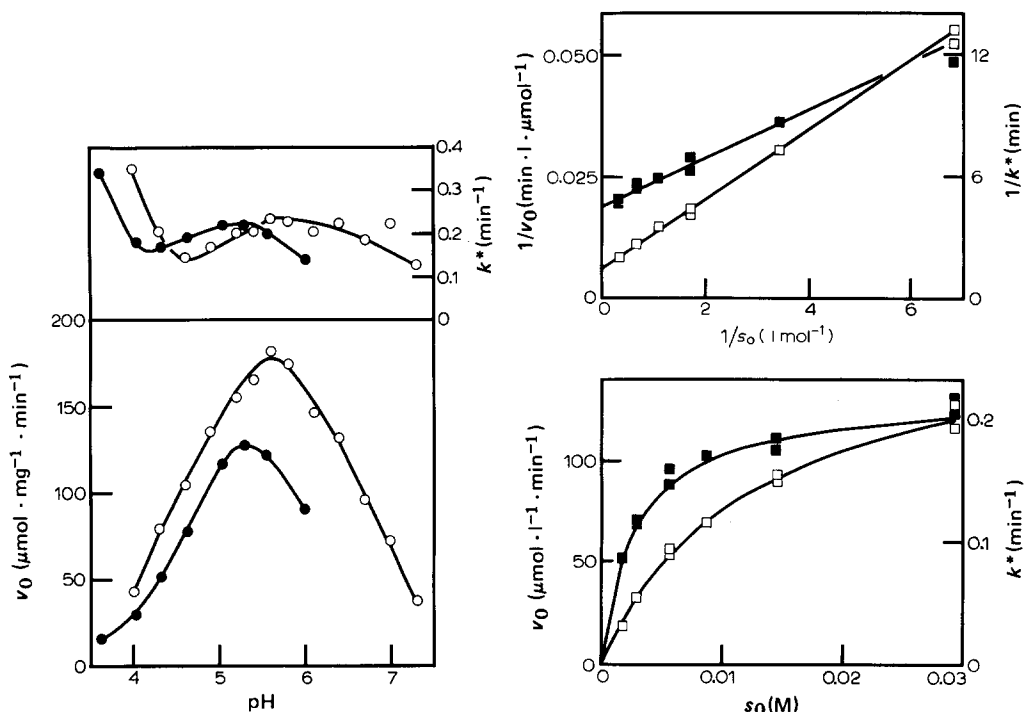 0.4
0.3
0.2
0.1
0
k* (min⁻¹)
200
150
100
50
0
v₀ (μmol · mg⁻¹ · min⁻¹)
4 5 6 7
pH
0.050
0.025
0
1/v₀ (min · l · μmol⁻¹)
12
6
0
1/k* (min)
0 2 4 6
1/s₀ ( l mol⁻¹)
100
50
0
v₀ (μmol · l⁻¹ · min⁻¹)
0.2
0.1
0
k* (min⁻¹)
0 0.01 0.02 0.03
s₀ (M)